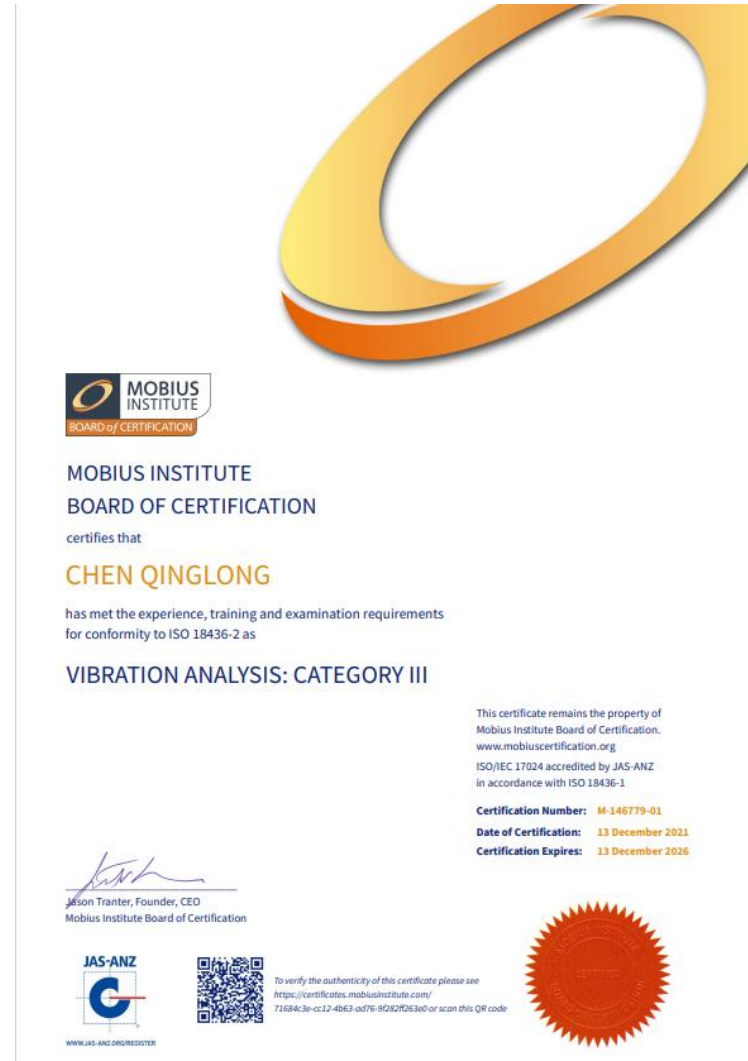 MOBIUS
INSTITUTE
BOARD of CERTIFICATION
MOBIUS INSTITUTE
BOARD OF CERTIFICATION
certifies that
CHEN QINGLONG
has met the experience, training and examination requirements
for conformity to ISO 18436-2 as
VIBRATION ANALYSIS: CATEGORY III
This certificate remains the property of
Mobius Institute Board of Certification.
www.mobiuscertification.org
ISO/IEC 17024 accredited by JAS-ANZ
in accordance with ISO 18436-1
Certification Number: M-146779-01
Date of Certification: 13 December 2021
Certification Expires: 13 December 2026
Jason Tranter, Founder, CEO
Mobius Institute Board of Certification
JAS-ANZ
WWW.JAS-ANZ.ORG/REGISTER
To verify the authenticity of this certificate please see
https://certificates.mobiusinstitute.com/
71684c3e-cc12-4b63-ad76-9f282ff263e0 or scan this QR code
MOBIUS INSTITUTE
BOARD OF CERTIFICATION